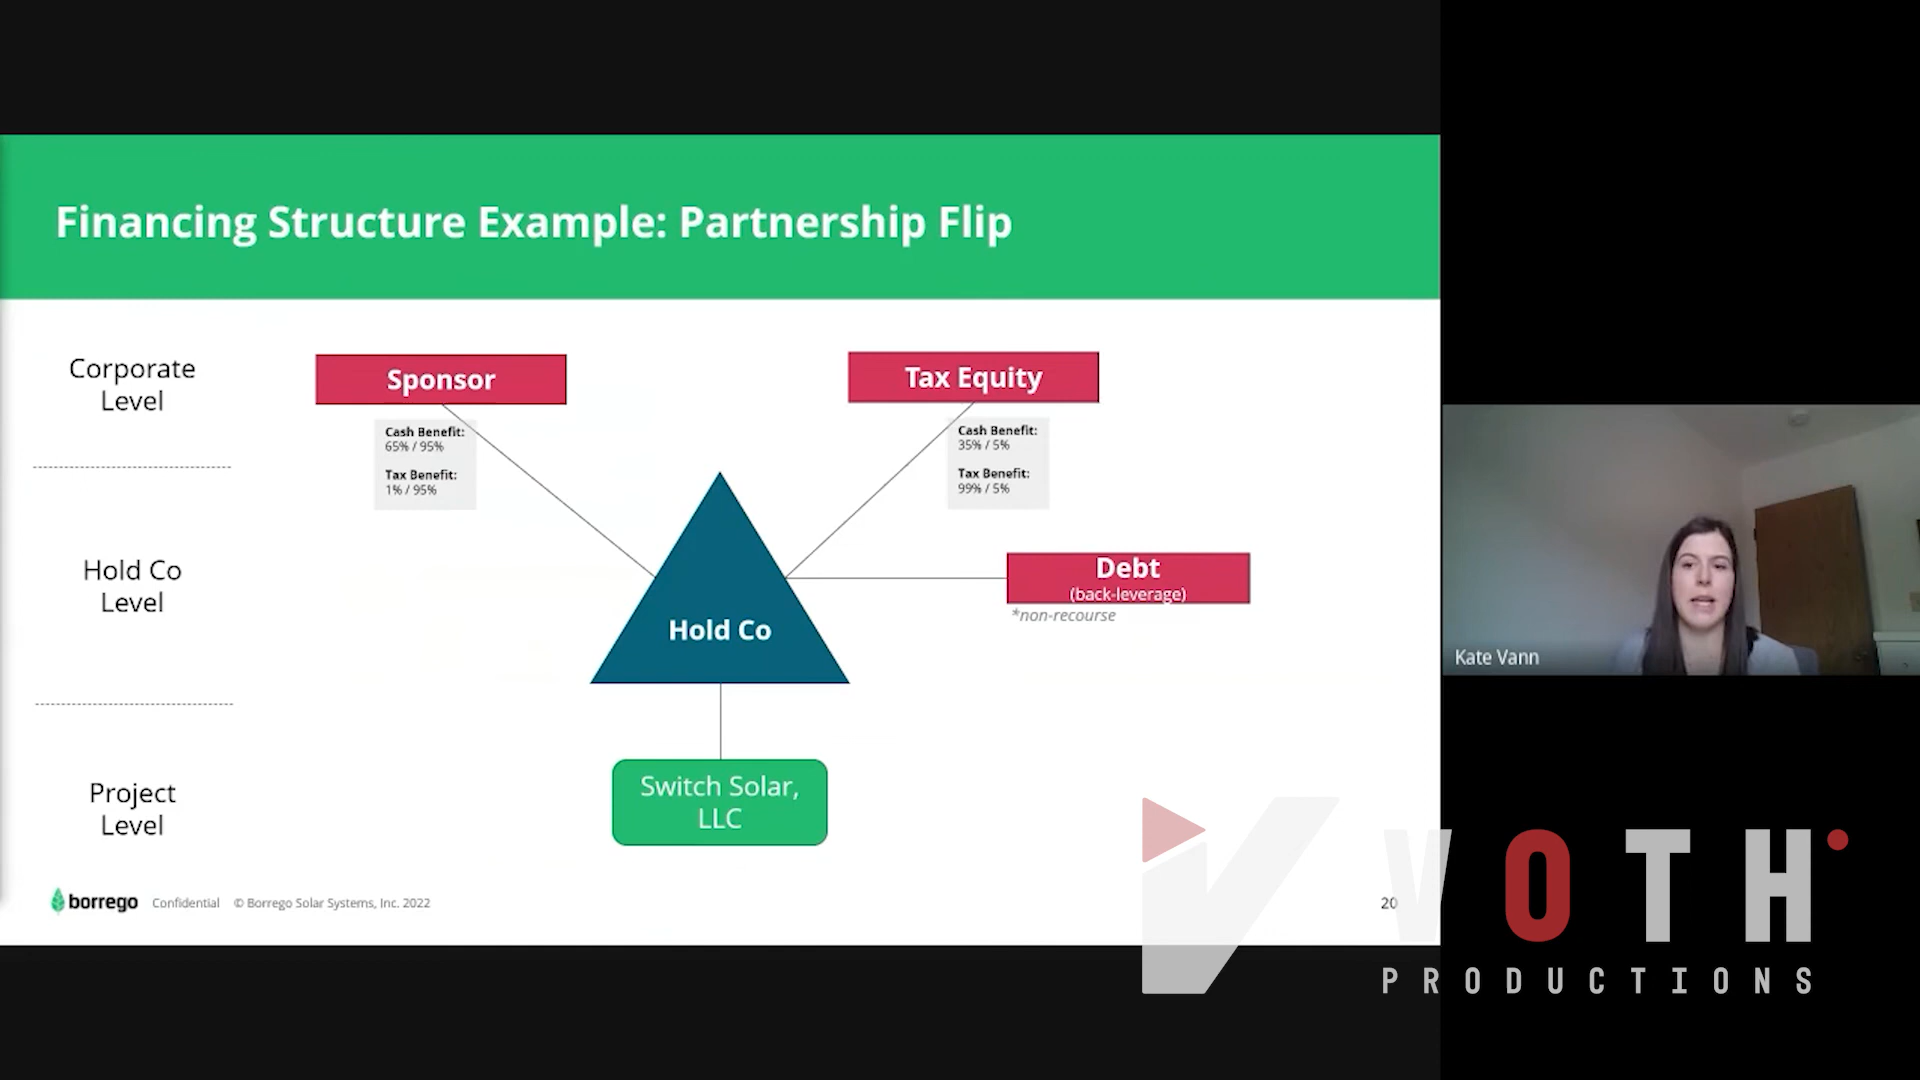 Financing Structure Example: Partnership Flip
Corporate
Level
Sponsor
Tax Equity
Cash Benefit:
65% / 95%
Tax Benefit:
1% / 95%
Cash Benefit:
35% / 5%
Tax Benefit:
99% / 5%
Hold Co
Level
Hold Co
Debt
(back-leverage)
*non-recourse
Kate Vann
Project
Level
Switch Solar,
LLC
borrego Confidential © Borrego Solar Systems, Inc. 2022
20
VOTH
PRODUCTIONS